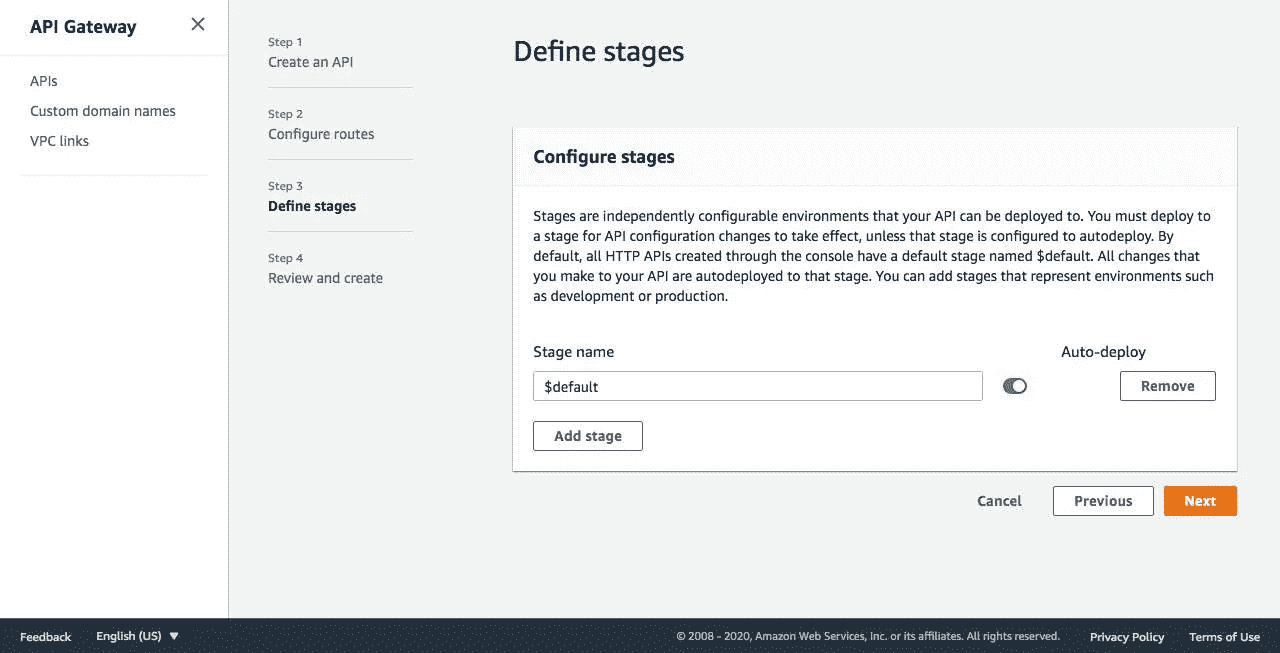 API Gateway
APIs
Custom domain names
VPC links
Step 1
Create an API
Step 2
Configure routes
Step 3
Define stages
Step 4
Review and create
Define stages
Configure stages
Stages are independently configurable environments that your API can be deployed to. You must deploy to
a stage for API configuration changes to take effect, unless that stage is configured to autodeploy. By
default, all HTTP APIs created through the console have a default stage named $default. All changes that
you make to your API are autodeployed to that stage. You can add stages that represent environments such
as development or production.
Stage name
Auto-deploy
$default
Remove
Add stage
Cancel
Previous
Next
Feedback
English (US)
© 2008 - 2020, Amazon Web Services, Inc. or its affiliates. All rights reserved.
Privacy Policy
Terms of Use